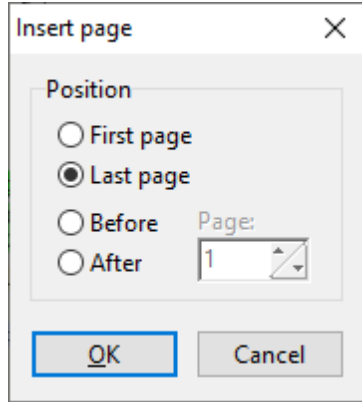 Insert page
Position
First page
Last page
Before Page:
After 1
OK Cancel